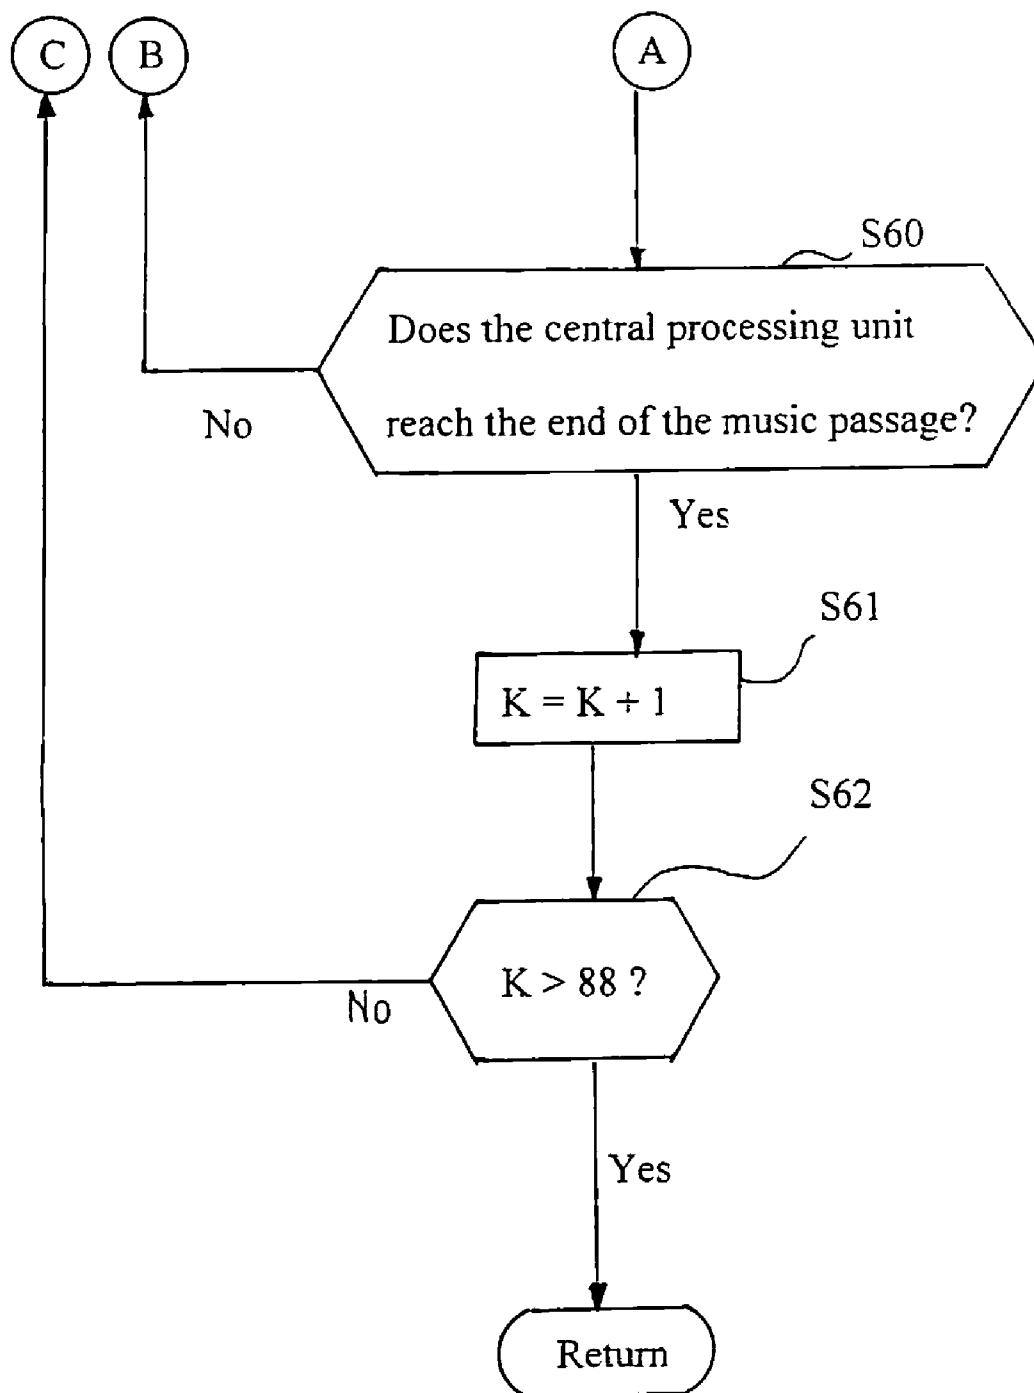 C
B
A
S60
Does the central processing unit
reach the end of the music passage?
No
Yes
S61
K = K + 1
S62
K > 88 ?
No
Yes
Return